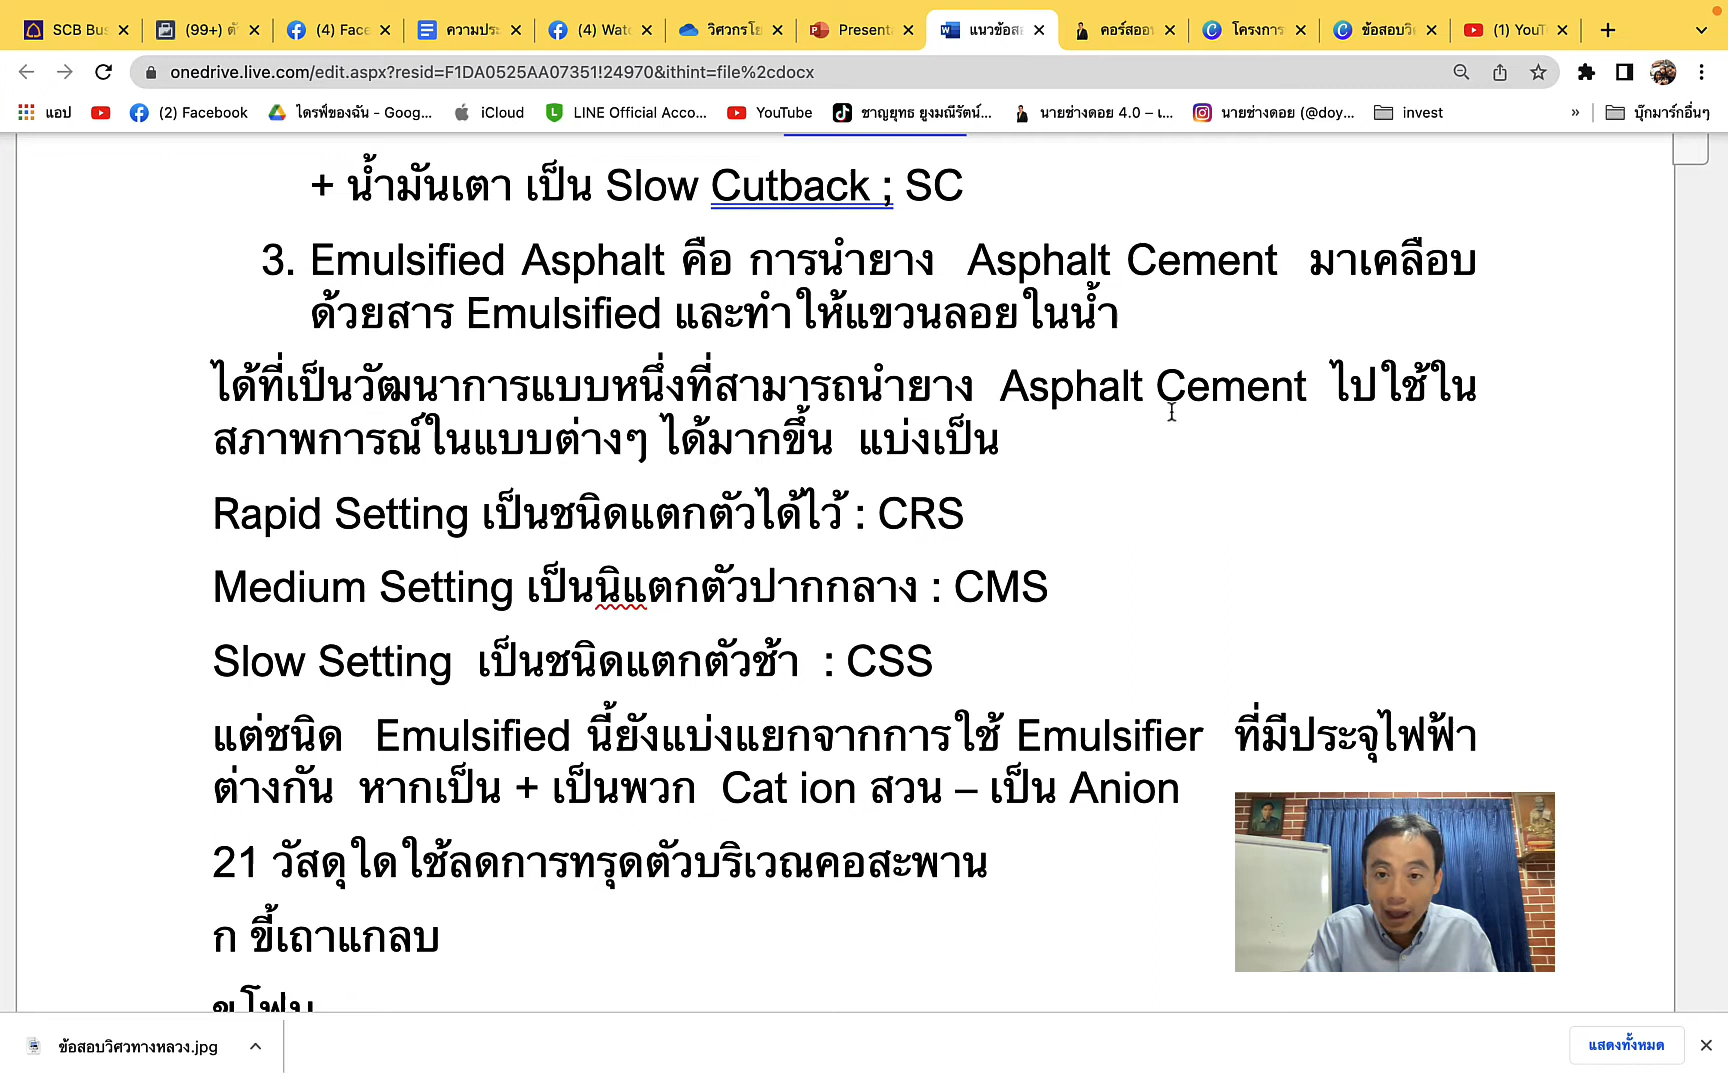 SCB Bus
(99+)
(4) Face
ความประ
(4) Wate
วิศวกรโย
Present
แนวข้อส
คอร์สออ
โครงการ
ข้อสอบวิ
(1) YouT
onedrive.live.com/edit.aspx?resid=F1DA0525AA07351!24970&ithint=file%2cdocx
แอป
(2) Facebook
ไดรฟ์ของฉัน - Goog...
iCloud
LINE Official Acco...
YouTube
ชาญยุทธ ยูงมณีรัตน์...
นายช่างดอย 4.0 – เ...
นายช่างดอย (@doy...
invest
»
บุ๊กมาร์กอื่นๆ
+ น้ำมันเตา เป็น Slow Cutback ; SC
3. Emulsified Asphalt คือ การนำยาง Asphalt Cement มาเคลือบ
ด้วยสาร Emulsified และทำให้แขวนลอยในน้ำ
ได้ที่เป็นวัฒนาการแบบหนึ่งที่สามารถนำยาง Asphalt Cement ไปใช้ใน
สภาพการณ์ในแบบต่างๆ ได้มากขึ้น แบ่งเป็น
Rapid Setting เป็นชนิดแตกตัวได้ไว้ : CRS
Medium Setting เป็นนิแตกตัวปากกลาง : CMS
Slow Setting เป็นชนิดแตกตัวช้า : CSS
แต่ชนิด Emulsified นี้ยังแบ่งแยกจากการใช้ Emulsifier ที่มีประจุไฟฟ้า
ต่างกัน หากเป็น + เป็นพวก Cat ion สวน – เป็น Anion
21 วัสดุใดใช้ลดการทรุดตัวบริเวณคอสะพาน
ก ขี้เถาแกลบ
ข โฟม
ข้อสอบวิศวทางหลวง.jpg
แสดงทั้งหมด